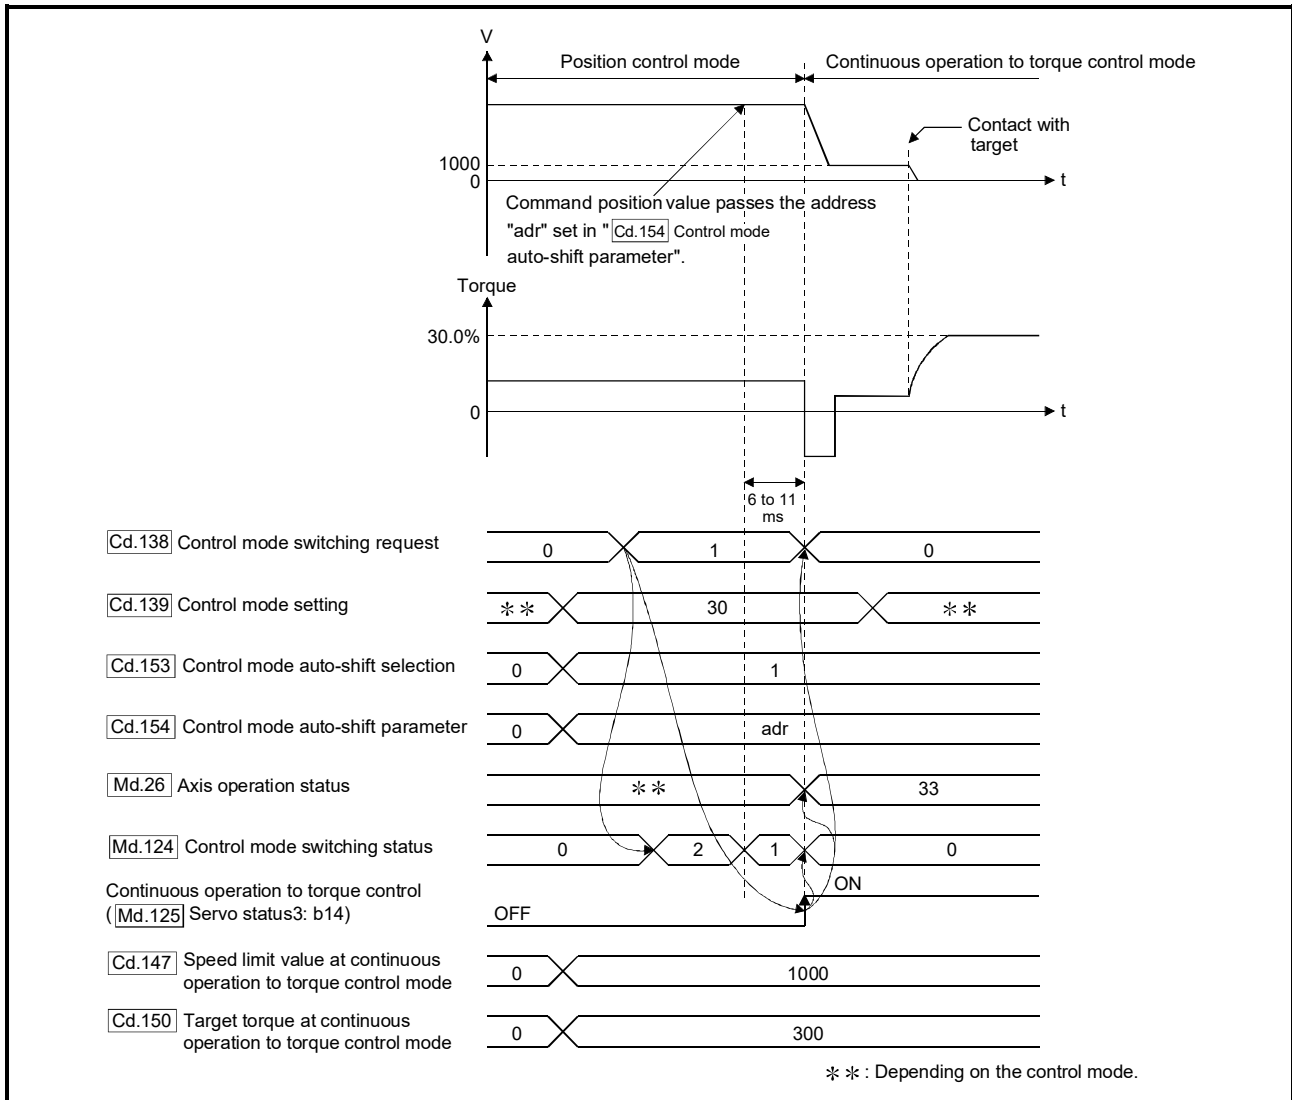 V
Position control mode
Continuous operation to torque control mode
Contact with
target
1000
0
t
Command position value passes the address
"adr" set in " Cd.154 Control mode
auto-shift parameter".
Torque
30.0%
0
t
6 to 11
ms
Cd.138 Control mode switching request
0 1 0
Cd.139 Control mode setting
** 30 **
Cd.153 Control mode auto-shift selection
0 1
Cd.154 Control mode auto-shift parameter
0 adr
Md.26 Axis operation status
** 33
Md.124 Control mode switching status
0 2 1 0
Continuous operation to torque control
( Md.125 Servo status3: b14)
OFF
ON
Cd.147 Speed limit value at continuous
operation to torque control mode
0 1000
Cd.150 Target torque at continuous
operation to torque control mode
0 300
** : Depending on the control mode.